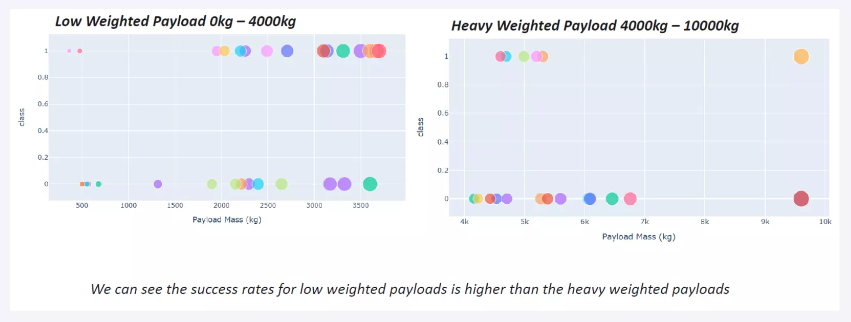 Low Weighted Payload 0kg – 4000kg
1
0.8
0.6
0.4
0.2
0
class
500
1000
1500
2000
2500
3000
3500
Payload Mass (kg)
Heavy Weighted Payload 4000kg – 10000kg
1
0.8
0.6
0.4
0.2
0
class
4k
5k
6k
7k
8k
9k
10k
Payload Mass (kg)
We can see the success rates for low weighted payloads is higher than the heavy weighted payloads